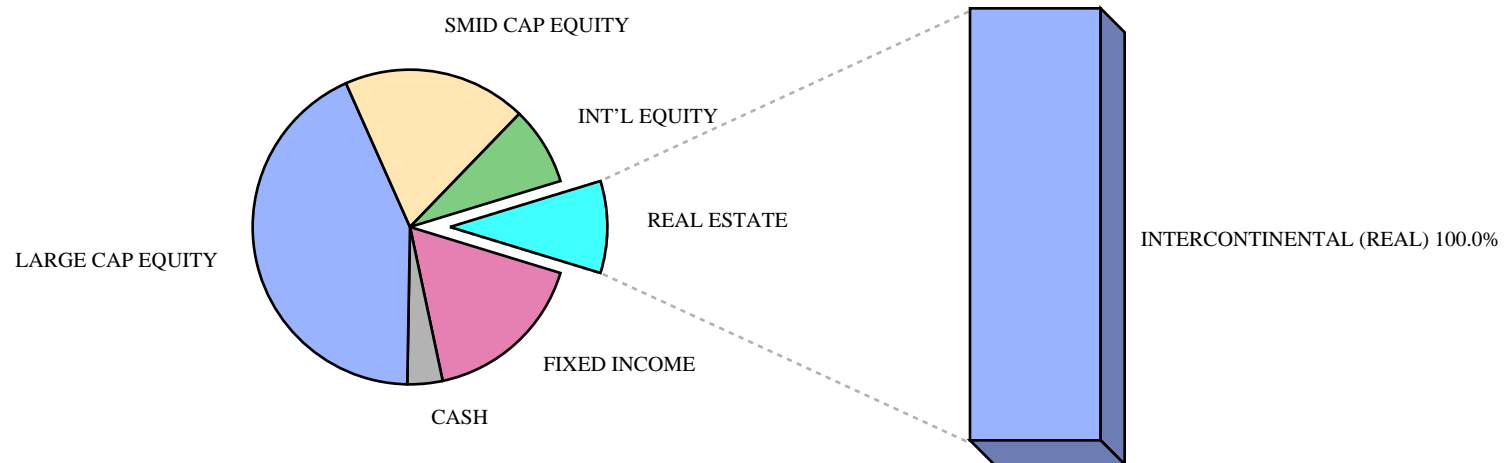 SMID CAP EQUITY
INT'L EQUITY
REAL ESTATE
INTERCONTINENTAL (REAL) 100.0%
LARGE CAP EQUITY
FIXED INCOME
CASH